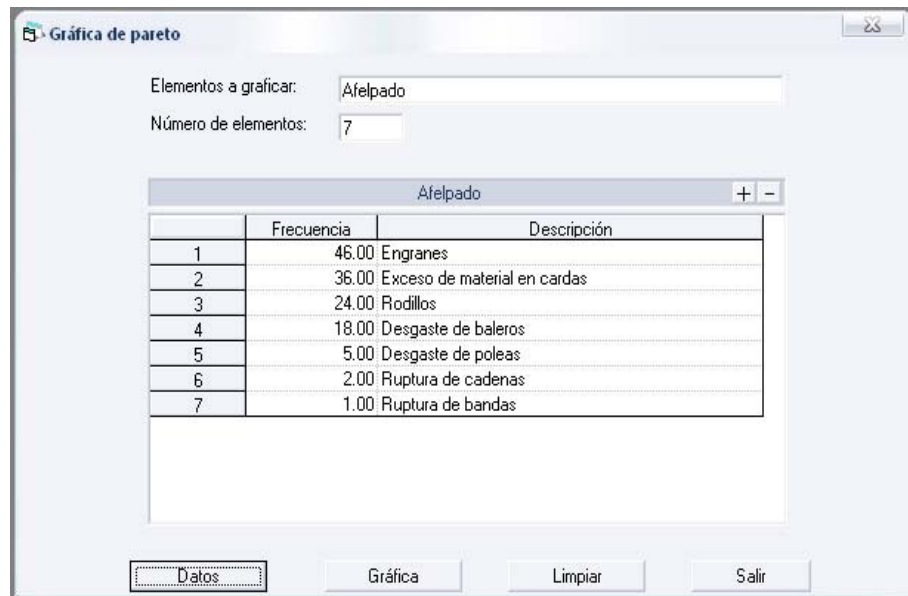 Gráfica de pareto
Elementos a graficar: Afelpado
Número de elementos: 7
Afelpado + -
Frecuencia Descripción
1 46.00 Engranes
2 36.00 Exceso de material en cardas
3 24.00 Rodillos
4 18.00 Desgaste de baleros
5 5.00 Desgaste de poleas
6 2.00 Ruptura de cadenas
7 1.00 Ruptura de bandas
Datos Gráfica Limpiar Salir